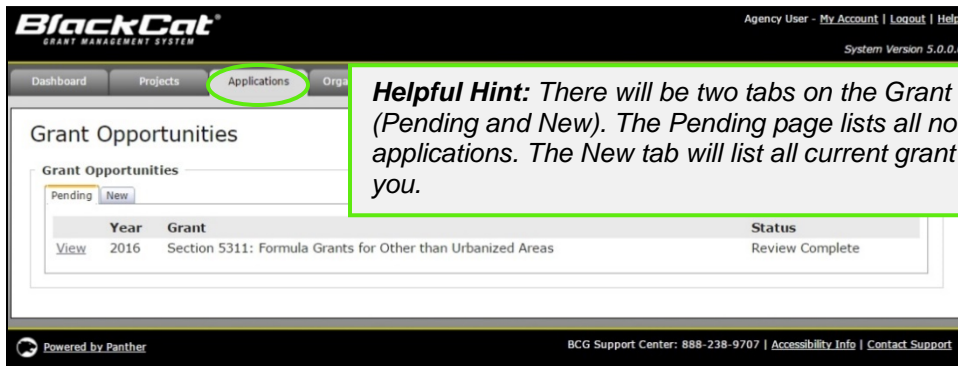 BlackCat®
GRANT MANAGEMENT SYSTEM
Agency User - My Account | Logout | Help
System Version 5.0.0.
Dashboard Projects Applications Orga
Helpful Hint: There will be two tabs on the Grant
(Pending and New). The Pending page lists all no
applications. The New tab will list all current grant
you.
Grant Opportunities
Grant Opportunities
Pending New
Year Grant Status
View 2016 Section 5311: Formula Grants for Other than Urbanized Areas Review Complete
Powered by Panther BCG Support Center: 888-238-9707 | Accessibility Info | Contact Support